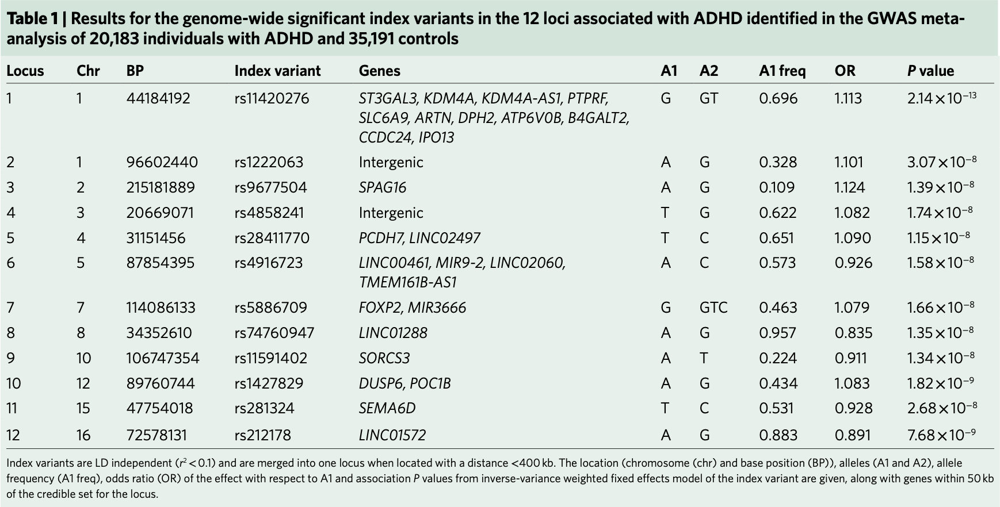 Table 1 | Results for the genome-wide significant index variants in the 12 loci associated with ADHD identified in the GWAS meta-
analysis of 20,183 individuals with ADHD and 35,191 controls
Locus Chr BP Index variant Genes A1 A2 A1 freq OR P value
1 1 44184192 rs11420276 ST3GAL3, KDM4A, KDM4A-AS1, PTPRF, G GT 0.696 1.113 2.14×10⁻¹³
SLC6A9, ARTN, DPH2, ATP6V0B, B4GALT2,
CCDC24, IPO13
2 1 96602440 rs1222063 Intergenic A G 0.328 1.101 3.07×10⁻⁸
3 2 215181889 rs9677504 SPAG16 A G 0.109 1.124 1.39×10⁻⁸
4 3 20669071 rs4858241 Intergenic T G 0.622 1.082 1.74×10⁻⁸
5 4 31151456 rs28411770 PCDH7, LINC02497 T C 0.651 1.090 1.15×10⁻⁸
6 5 87854395 rs4916723 LINC00461, MIR9-2, LINC02060, A C 0.573 0.926 1.58×10⁻⁸
TMEM161B-AS1
7 7 114086133 rs5886709 FOXP2, MIR3666 G GTC 0.463 1.079 1.66×10⁻⁸
8 8 34352610 rs74760947 LINC01288 A G 0.957 0.835 1.35×10⁻⁸
9 10 106747354 rs11591402 SORCS3 A T 0.224 0.911 1.34×10⁻⁸
10 12 89760744 rs1427829 DUSP6, POC1B A G 0.434 1.083 1.82×10⁻⁹
11 15 47754018 rs281324 SEMA6D T C 0.531 0.928 2.68×10⁻⁸
12 16 72578131 rs212178 LINC01572 A G 0.883 0.891 7.68×10⁻⁹
Index variants are LD independent (r² < 0.1) and are merged into one locus when located with a distance <400 kb. The location (chromosome (chr) and base position (BP)), alleles (A1 and A2), allele
frequency (A1 freq), odds ratio (OR) of the effect with respect to A1 and association P values from inverse-variance weighted fixed effects model of the index variant are given, along with genes within 50 kb
of the credible set for the locus.